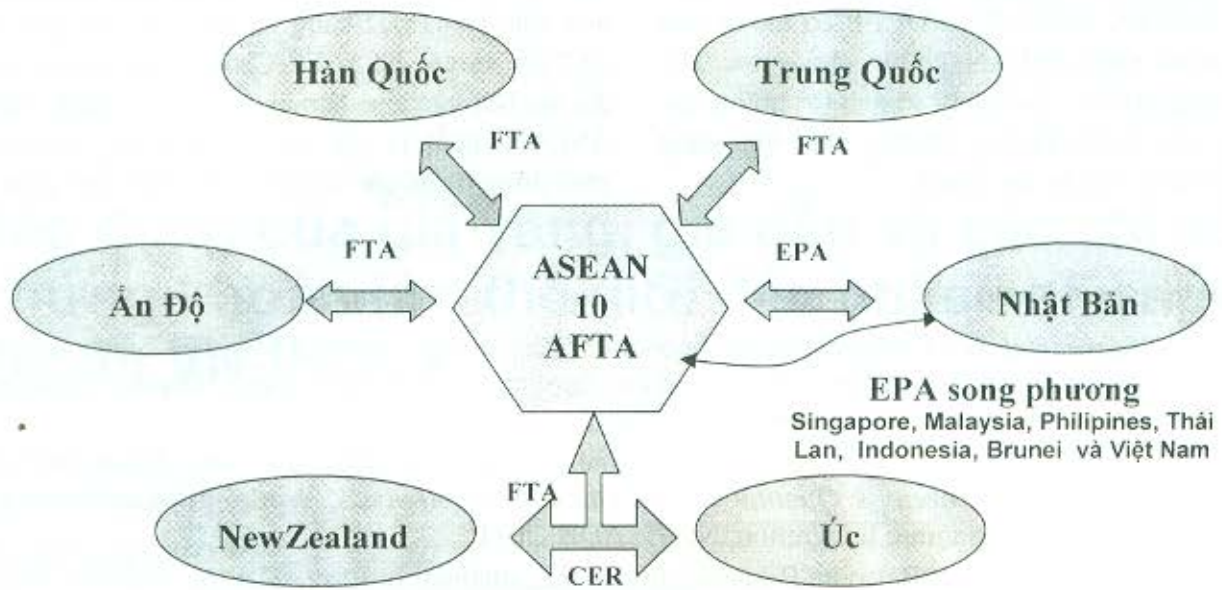 Hàn Quốc
Trung Quốc
FTA
FTA
Ấn Độ
FTA
ASEAN
10
AFTA
EPA
Nhật Bản
EPA song phương
Singapore, Malaysia, Philipines, Thái
Lan, Indonesia, Brunei và Việt Nam
NewZealand
FTA
CER
Úc